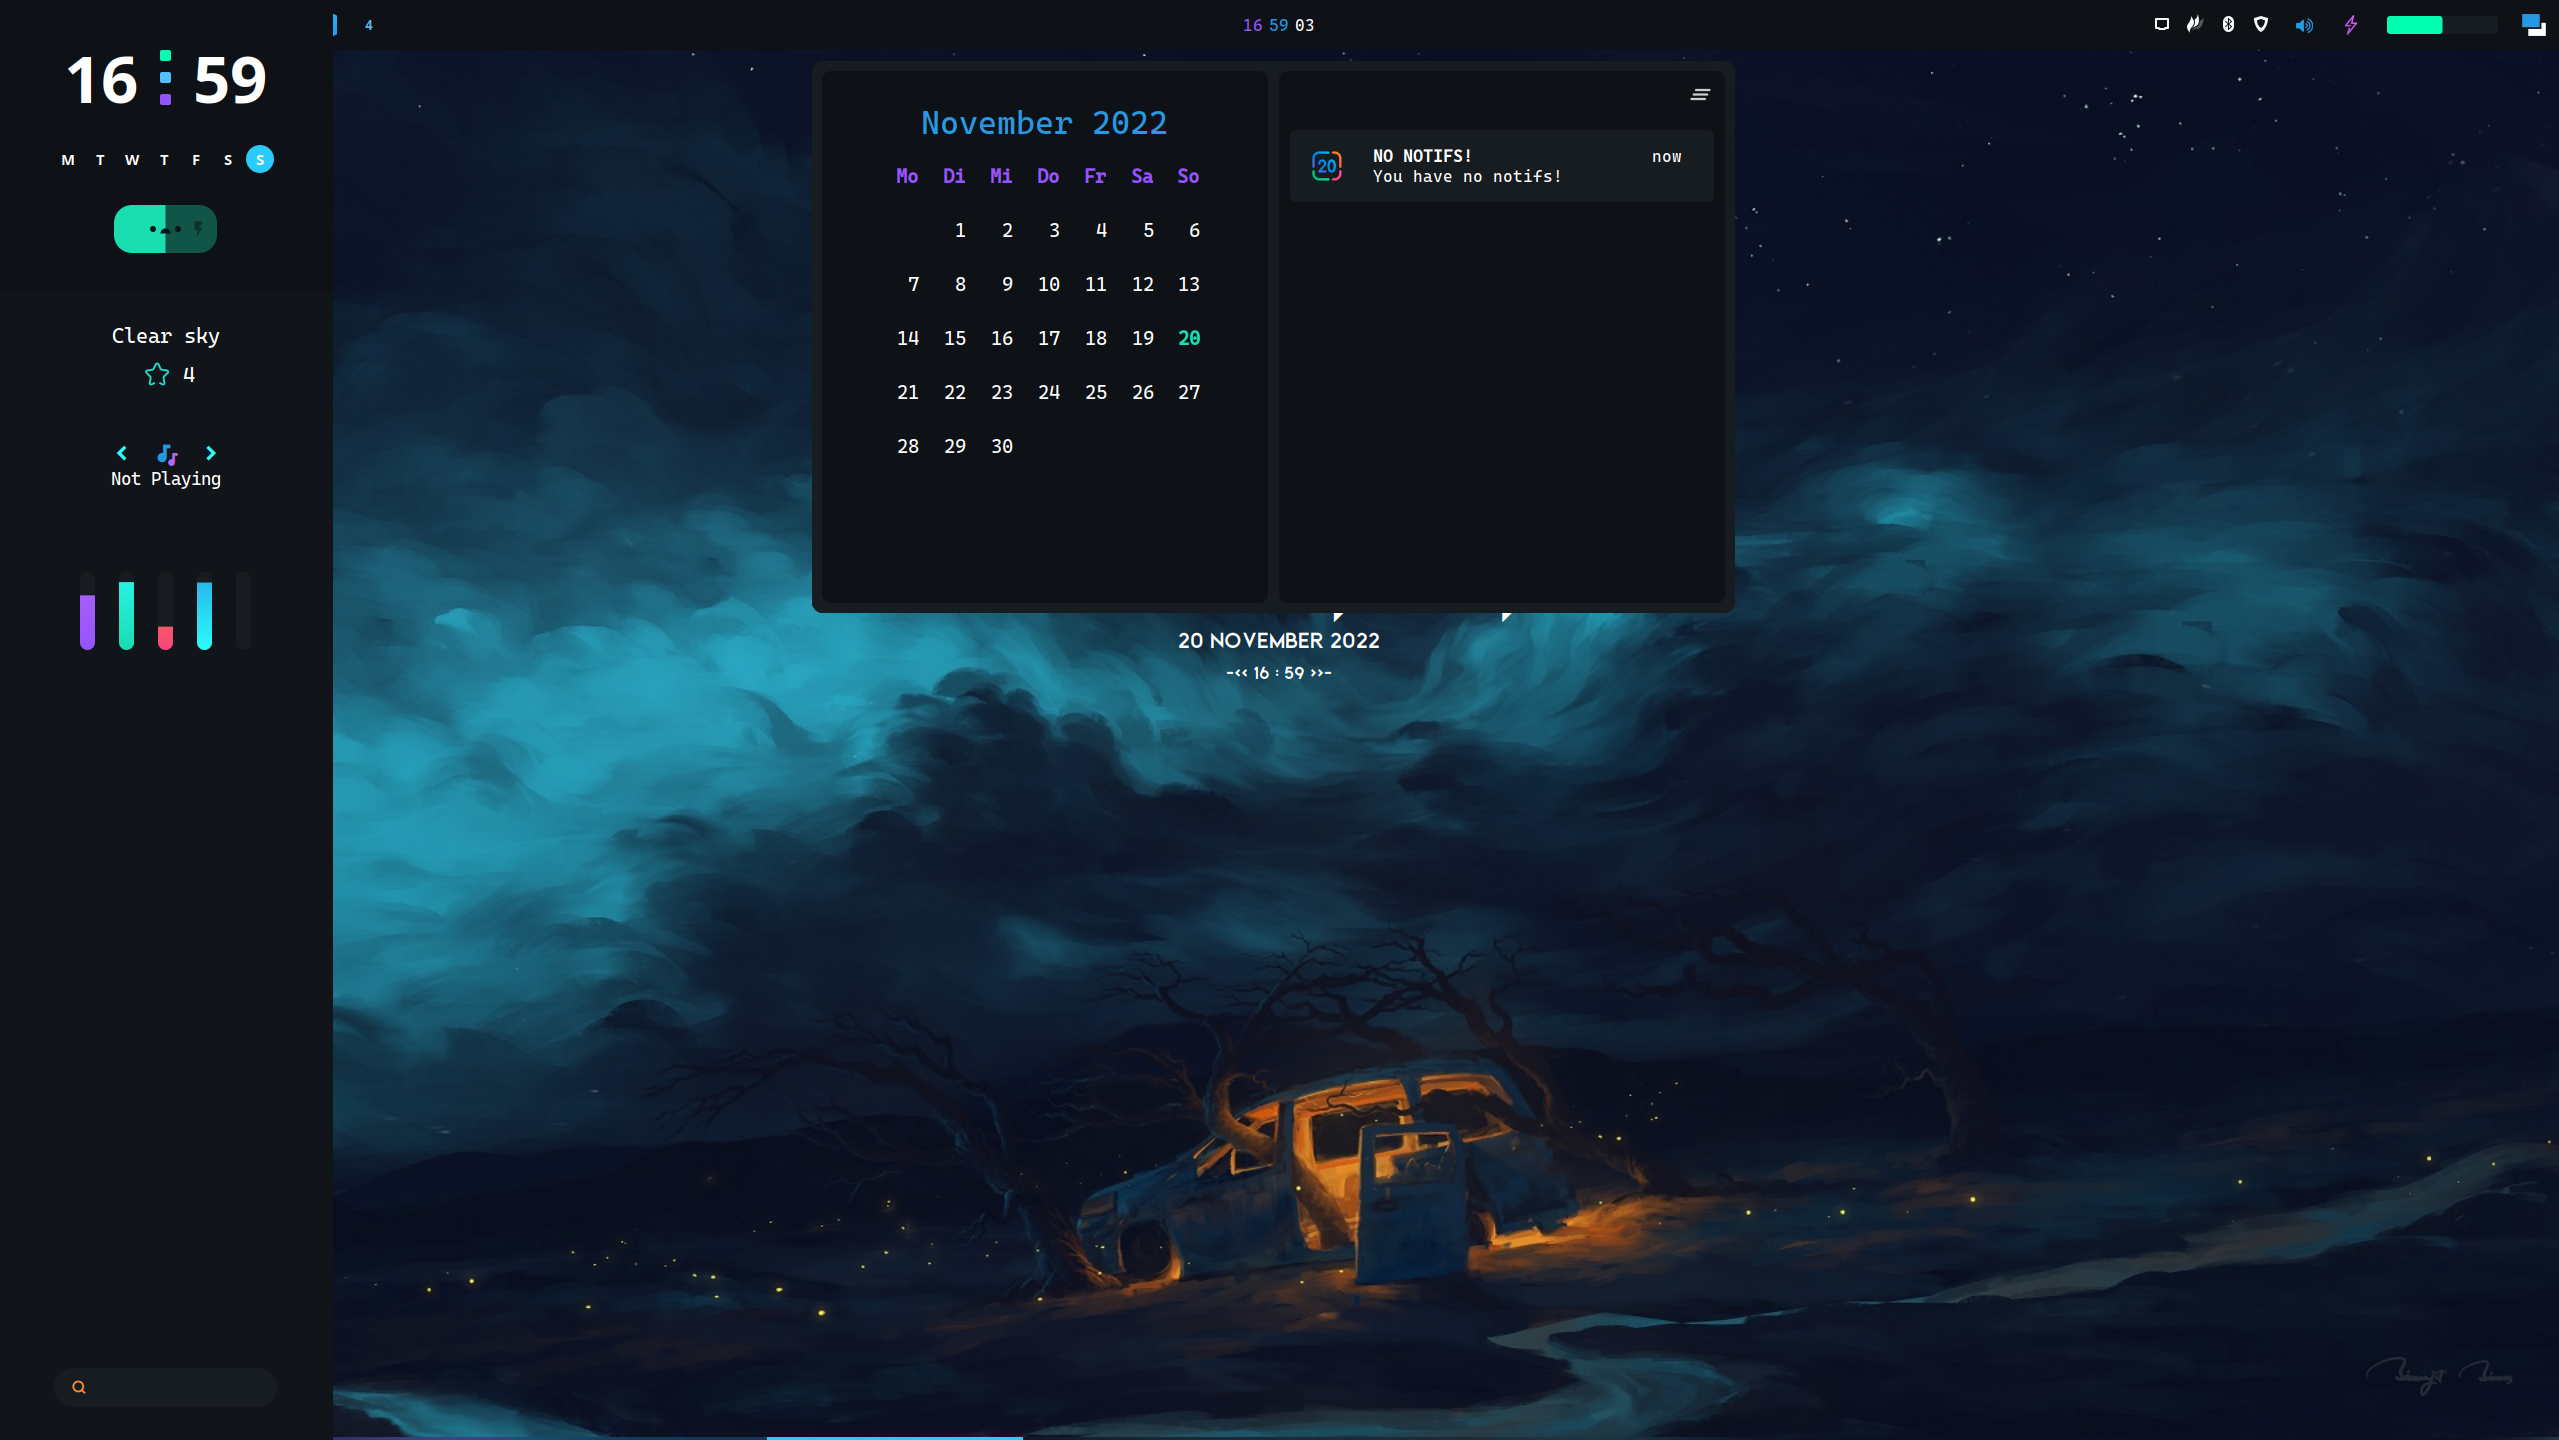 16 59
M T W T F S S
Clear sky
4
Not Playing
4
16 59 03
November 2022
Mo Di Mi Do Fr Sa So
1 2 3 4 5 6
7 8 9 10 11 12 13
14 15 16 17 18 19 20
21 22 23 24 25 26 27
28 29 30
20
NO NOTIFS! now
You have no notifs!
20 NOVEMBER 2022
-<< 16 : 59 >>-